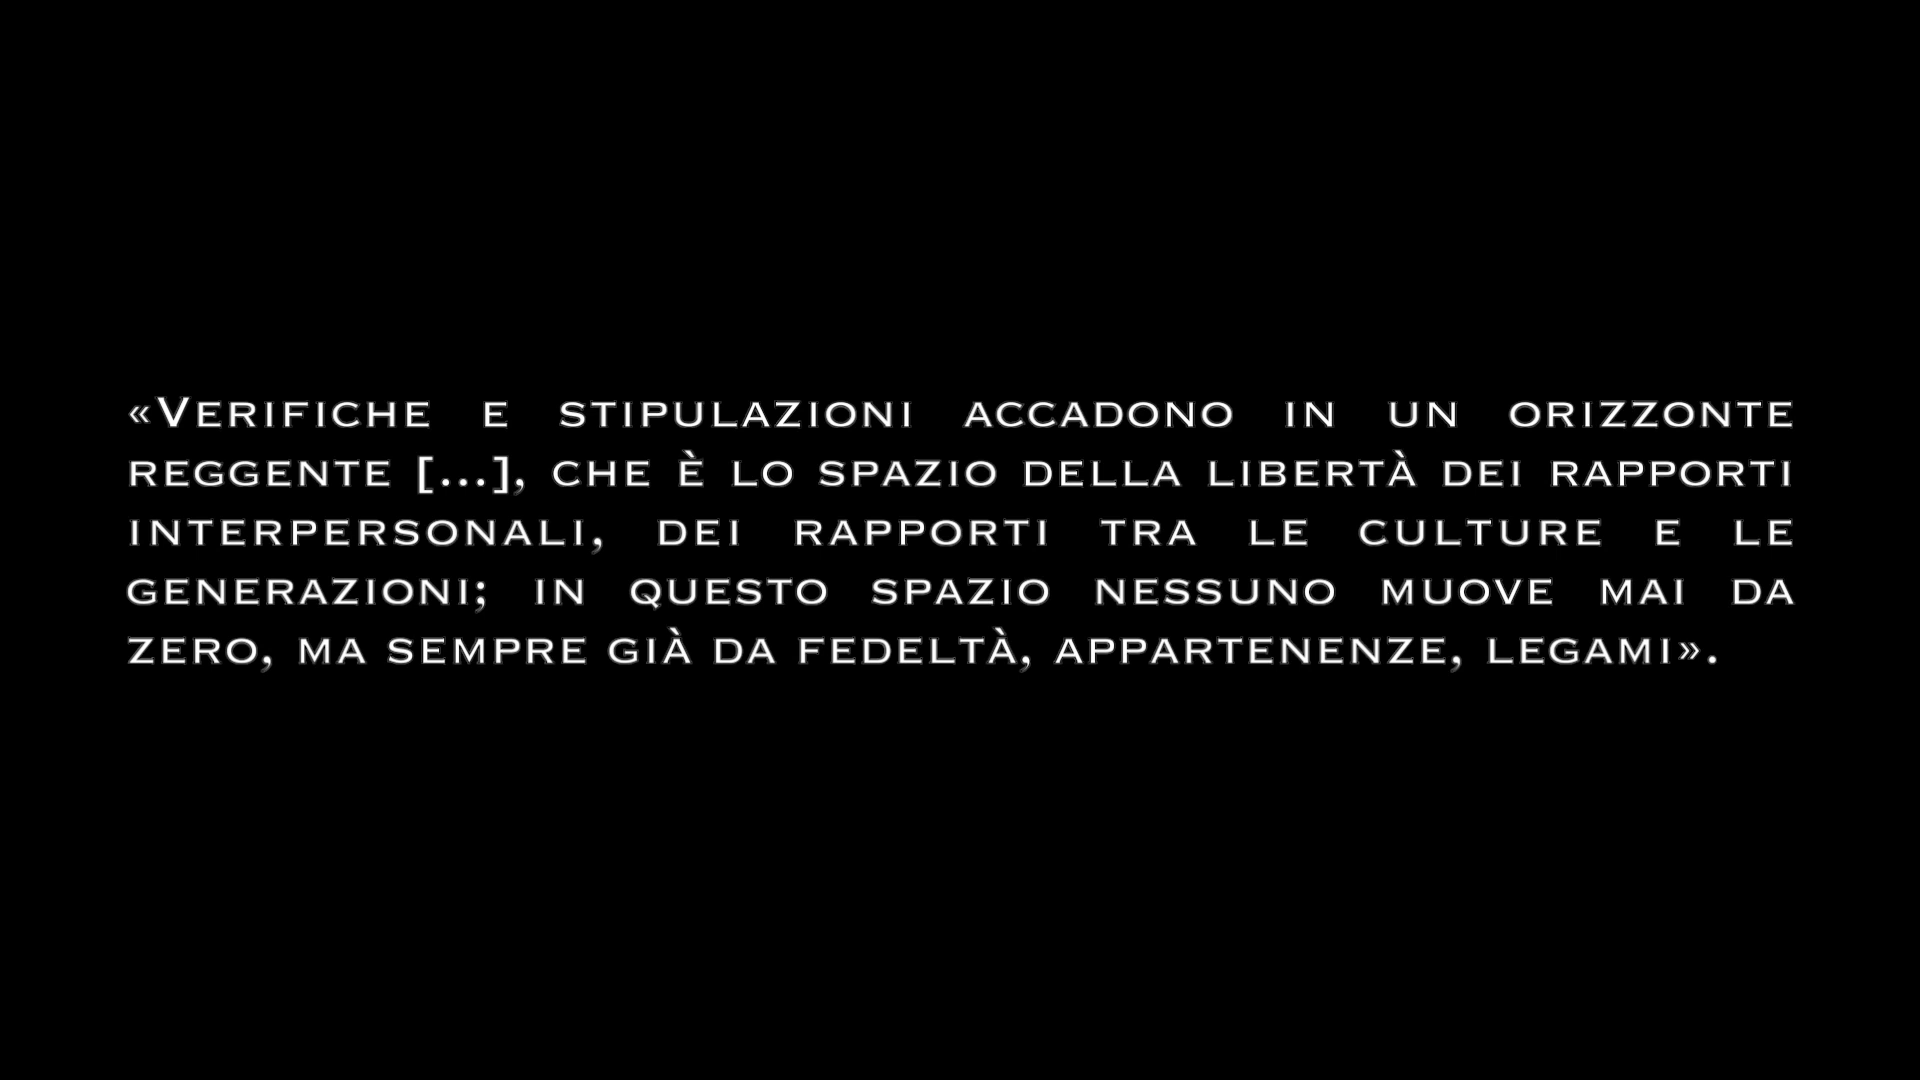 «Verifiche e stipulazioni accadono in un orizzonte
reggente [...], che è lo spazio della libertà dei rapporti
interpersonali, dei rapporti tra le culture e le
generazioni; in questo spazio nessuno muove mai da
zero, ma sempre già da fedeltà, appartenenze, legami».